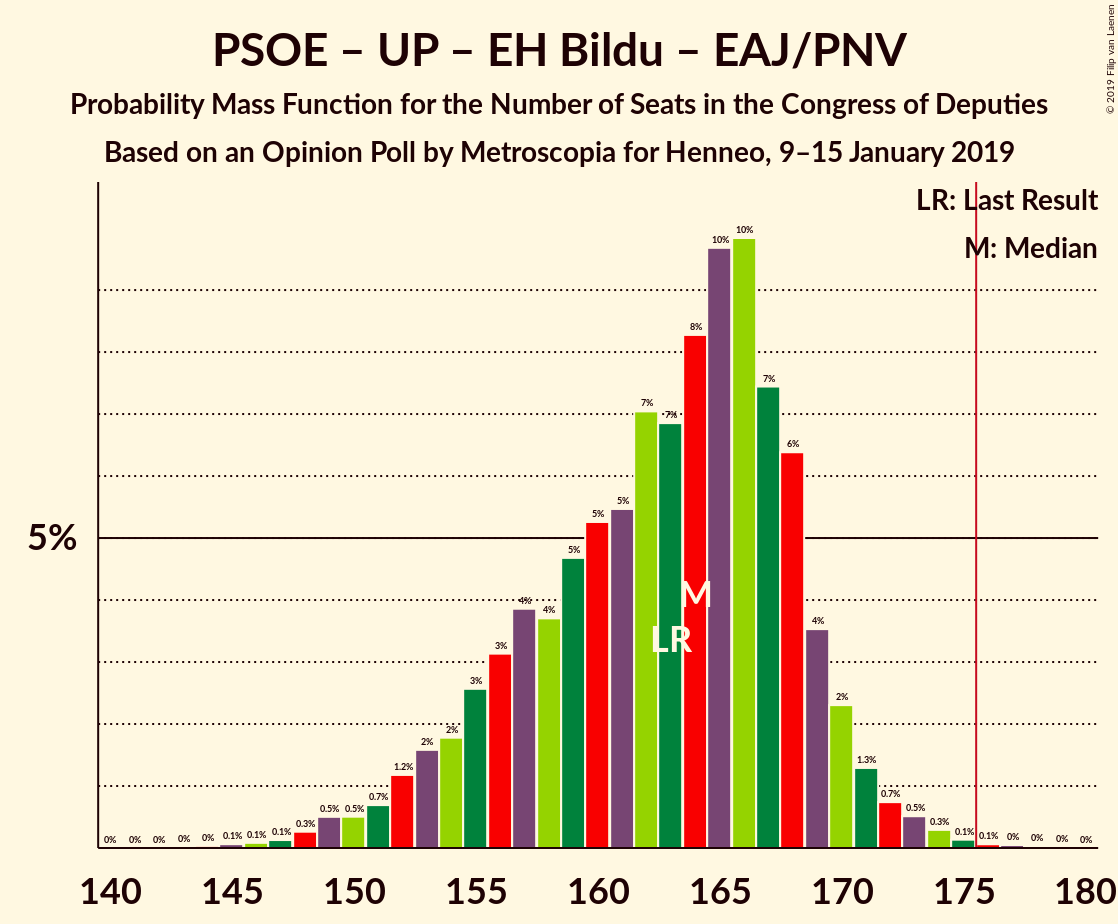 PSOE – UP – EH Bildu – EAJ/PNV
Probability Mass Function for the Number of Seats in the Congress of Deputies
Based on an Opinion Poll by Metroscopia for Henneo, 9–15 January 2019
© 2019 Filip van Laenen
LR: Last Result
M: Median
5%
0% 0% 0% 0% 0% 0.1% 0.1% 0.1% 0.3% 0.5% 0.5% 0.7% 1.2% 2% 2% 3% 3% 4% 4% 5% 5% 5% 7% 7% 8% 10% 10% 7% 6% 4% 2% 1.3% 0.7% 0.5% 0.3% 0.1% 0.1% 0% 0% 0% 0%
M
LR
140 145 150 155 160 165 170 175 180